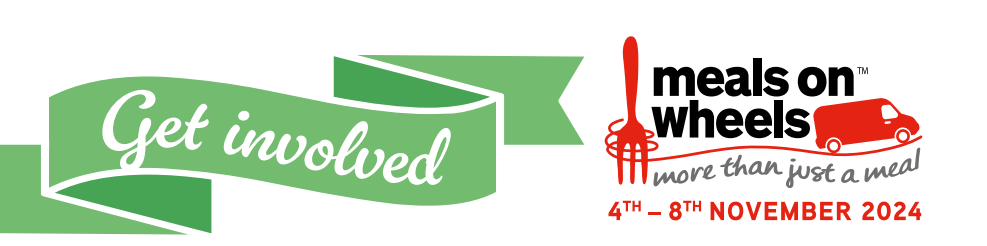 Get involved
meals on™
wheels
more than just a meal
4TH – 8TH NOVEMBER 2024